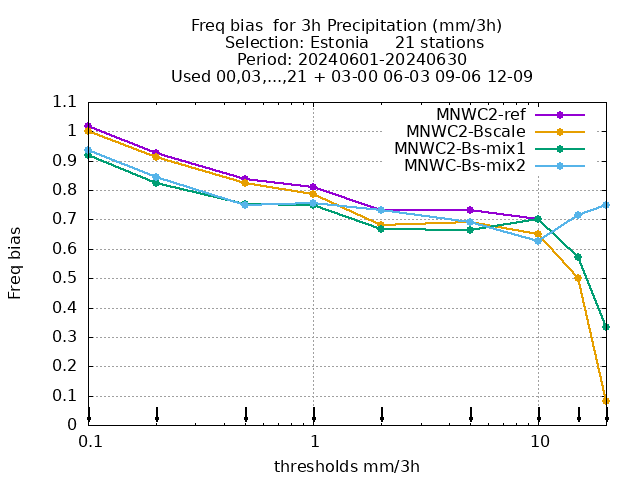 Freq bias  for 3h Precipitation (mm/3h)
Selection: Estonia     21 stations
Period: 20240601-20240630
Used 00,03,...,21 + 03-00 06-03 09-06 12-09
MNWC2-ref
MNWC2-Bscale
MNWC2-Bs-mix1
MNWC-Bs-mix2
1.1
1
0.9
0.8
0.7
0.6
0.5
0.4
0.3
0.2
0.1
0
Freq bias
0.1 1 10
thresholds mm/3h